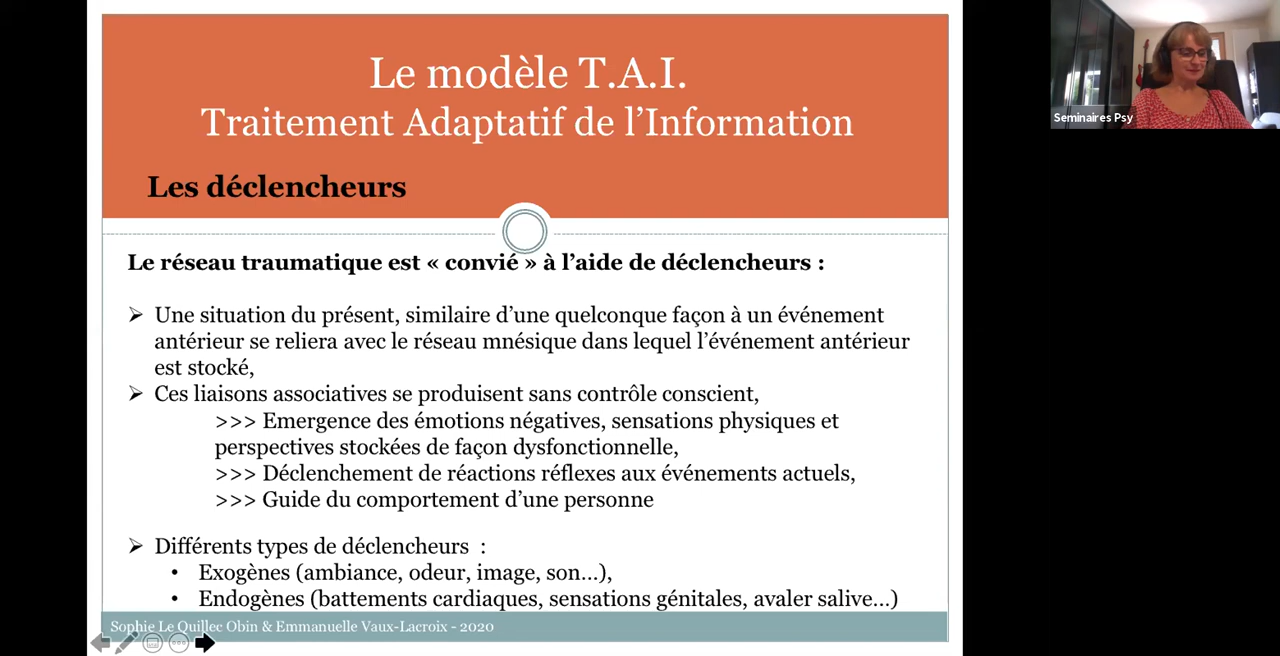 Le modèle T.A.I.
Traitement Adaptatif de l’Information
Les déclencheurs
Le réseau traumatique est « convié » à l’aide de déclencheurs :
➢ Une situation du présent, similaire d’une quelconque façon à un événement
antérieur se reliera avec le réseau mnésique dans lequel l’événement antérieur
est stocké,
➢ Ces liaisons associatives se produisent sans contrôle conscient,
>>> Emergence des émotions négatives, sensations physiques et
perspectives stockées de façon dysfonctionnelle,
>>> Déclenchement de réactions réflexes aux événements actuels,
>>> Guide du comportement d’une personne
➢ Différents types de déclencheurs :
• Exogènes (ambiance, odeur, image, son…),
• Endogènes (battements cardiaques, sensations génitales, avaler salive…)
Sophie Le Quillec Obin & Emmanuelle Vaux-Lacroix - 2020
Seminaires Psy